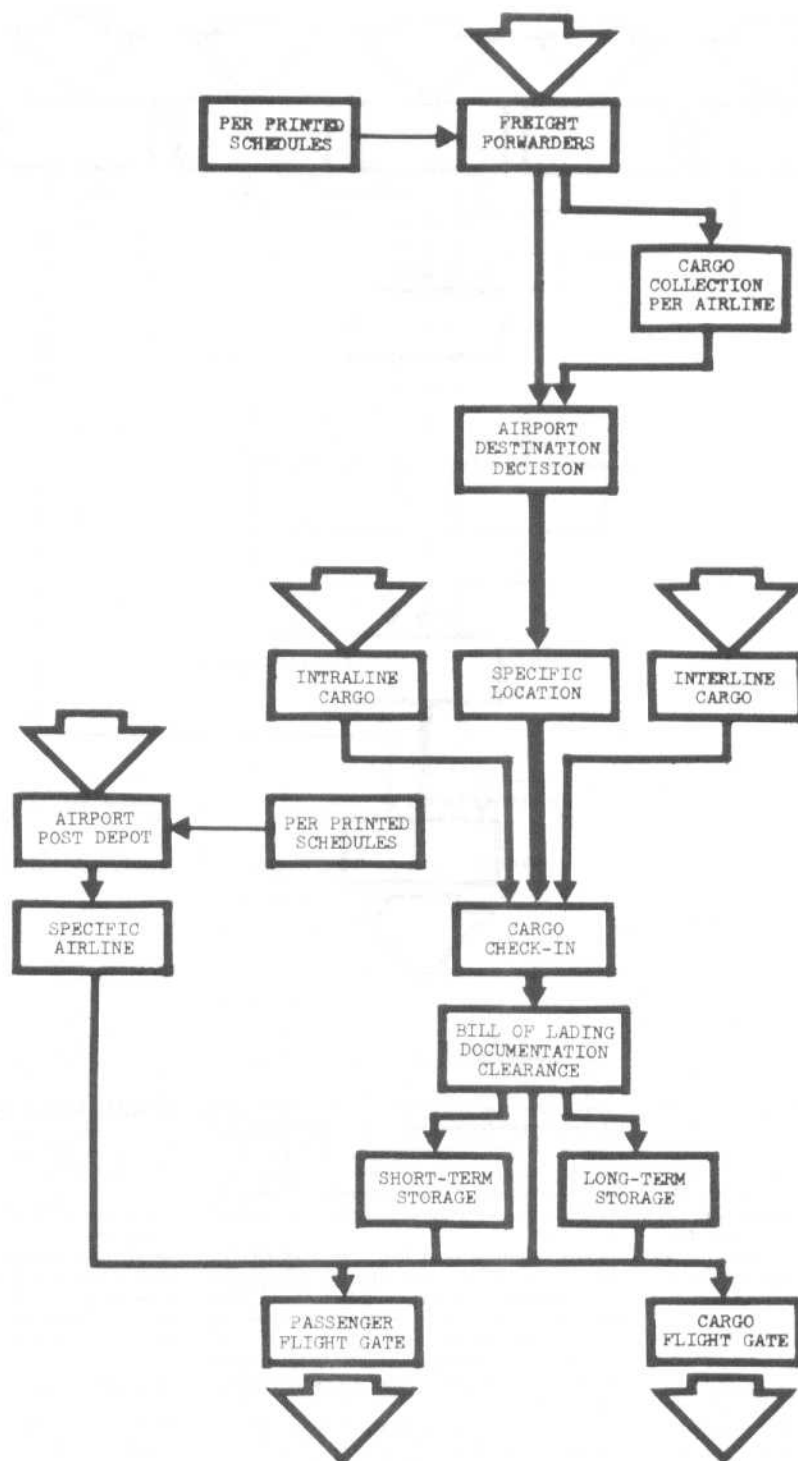 PER PRINTED
SCHEDULES
FREIGHT
FORWARDERS
CARGO
COLLECTION
PER AIRLINE
AIRPORT
DESTINATION
DECISION
INTRALINE
CARGO
SPECIFIC
LOCATION
INTERLINE
CARGO
AIRPORT
POST DEPOT
PER PRINTED
SCHEDULES
SPECIFIC
AIRLINE
CARGO
CHECK-IN
BILL OF LADING
DOCUMENTATION
CLEARANCE
SHORT-TERM
STORAGE
LONG-TERM
STORAGE
PASSENGER
FLIGHT GATE
CARGO
FLIGHT GATE